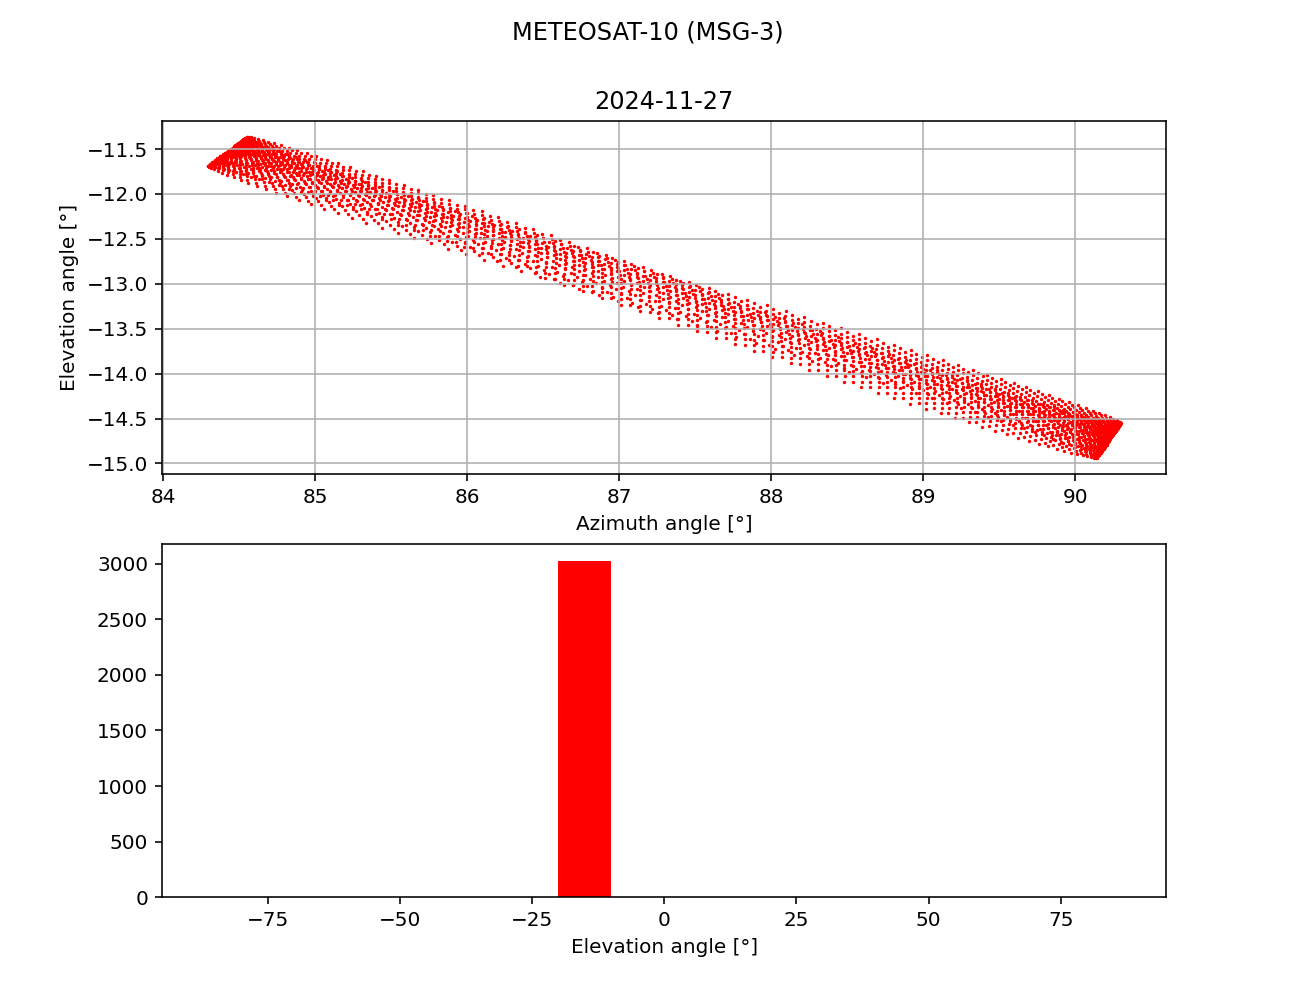 METEOSAT-10 (MSG-3)
2024-11-27
−11.5
−12.0
−12.5
−13.0
−13.5
−14.0
−14.5
−15.0
Elevation angle [°]
84 85 86 87 88 89 90
Azimuth angle [°]
3000
2500
2000
1500
1000
500
0
−75 −50 −25 0 25 50 75
Elevation angle [°]